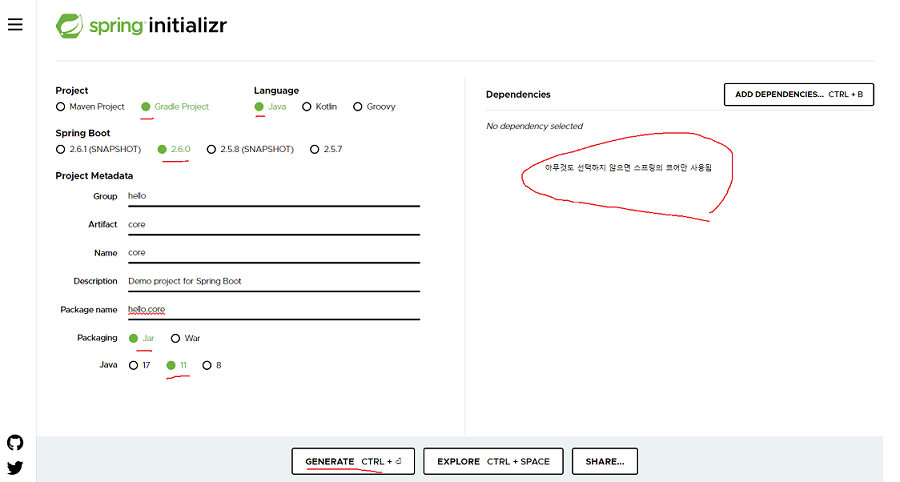 spring initializr
Project
Maven Project Gradle Project
Language
Java Kotlin Groovy
Spring Boot
2.6.1 (SNAPSHOT) 2.6.0 2.5.8 (SNAPSHOT) 2.5.7
Project Metadata
Group hello
Artifact core
Name core
Description Demo project for Spring Boot
Package name hello.core
Packaging Jar War
Java 17 11 8
Dependencies
ADD DEPENDENCIES... CTRL + B
No dependency selected
아무것도 선택하지 않으면 스프링의 코어만 사용됨
GENERATE CTRL + ⏎
EXPLORE CTRL + SPACE
SHARE...